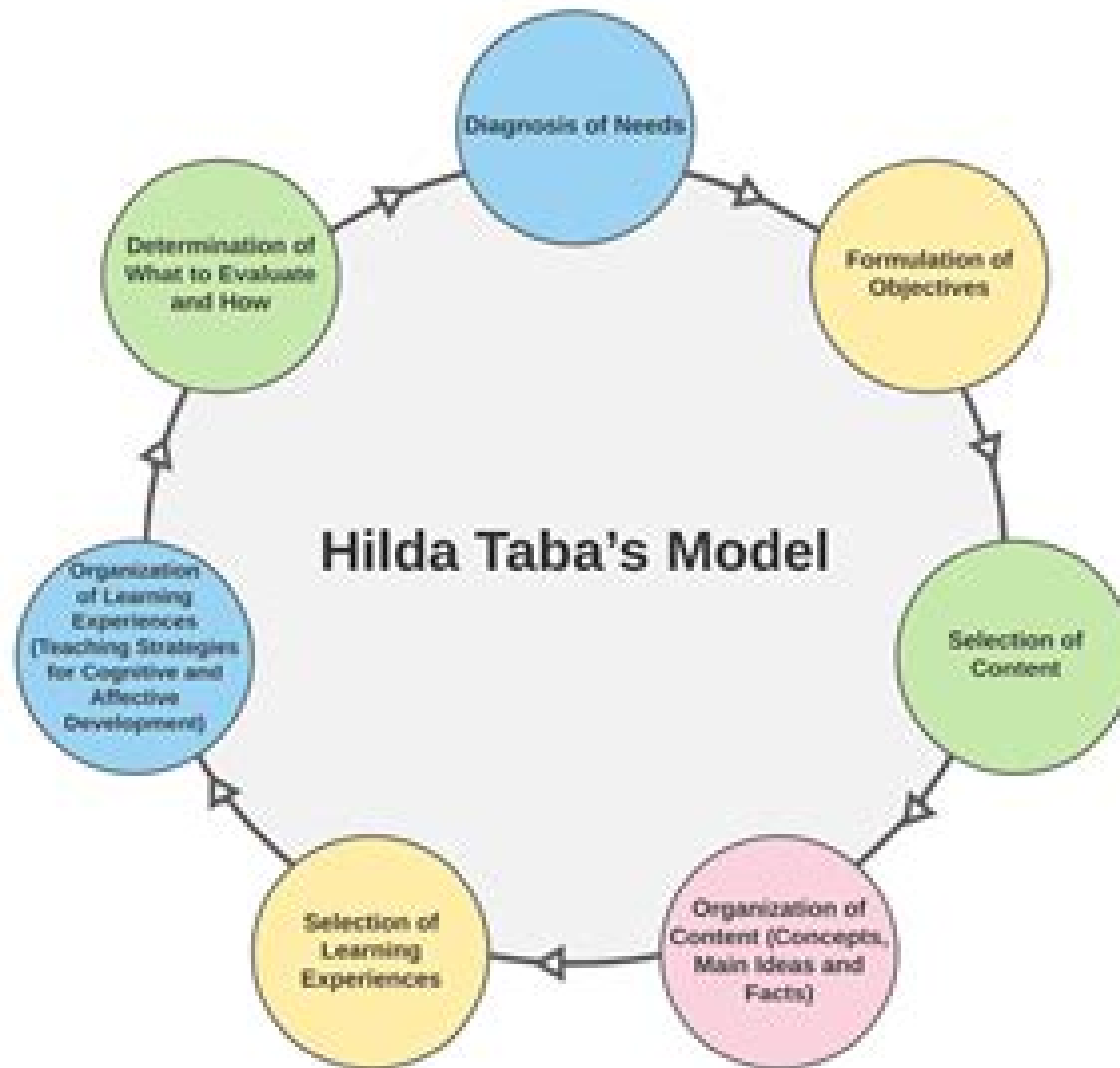 Diagnosis of Needs
Formulation of
Objectives
Selection of
Content
Organization of
Content (Concepts,
Main Ideas and
Facts)
Selection of
Learning
Experiences
Organization
of Learning
Experiences
(Teaching Strategies
for Cognitive and
Affective
Development)
Determination of
What to Evaluate
and How
Hilda Taba's Model